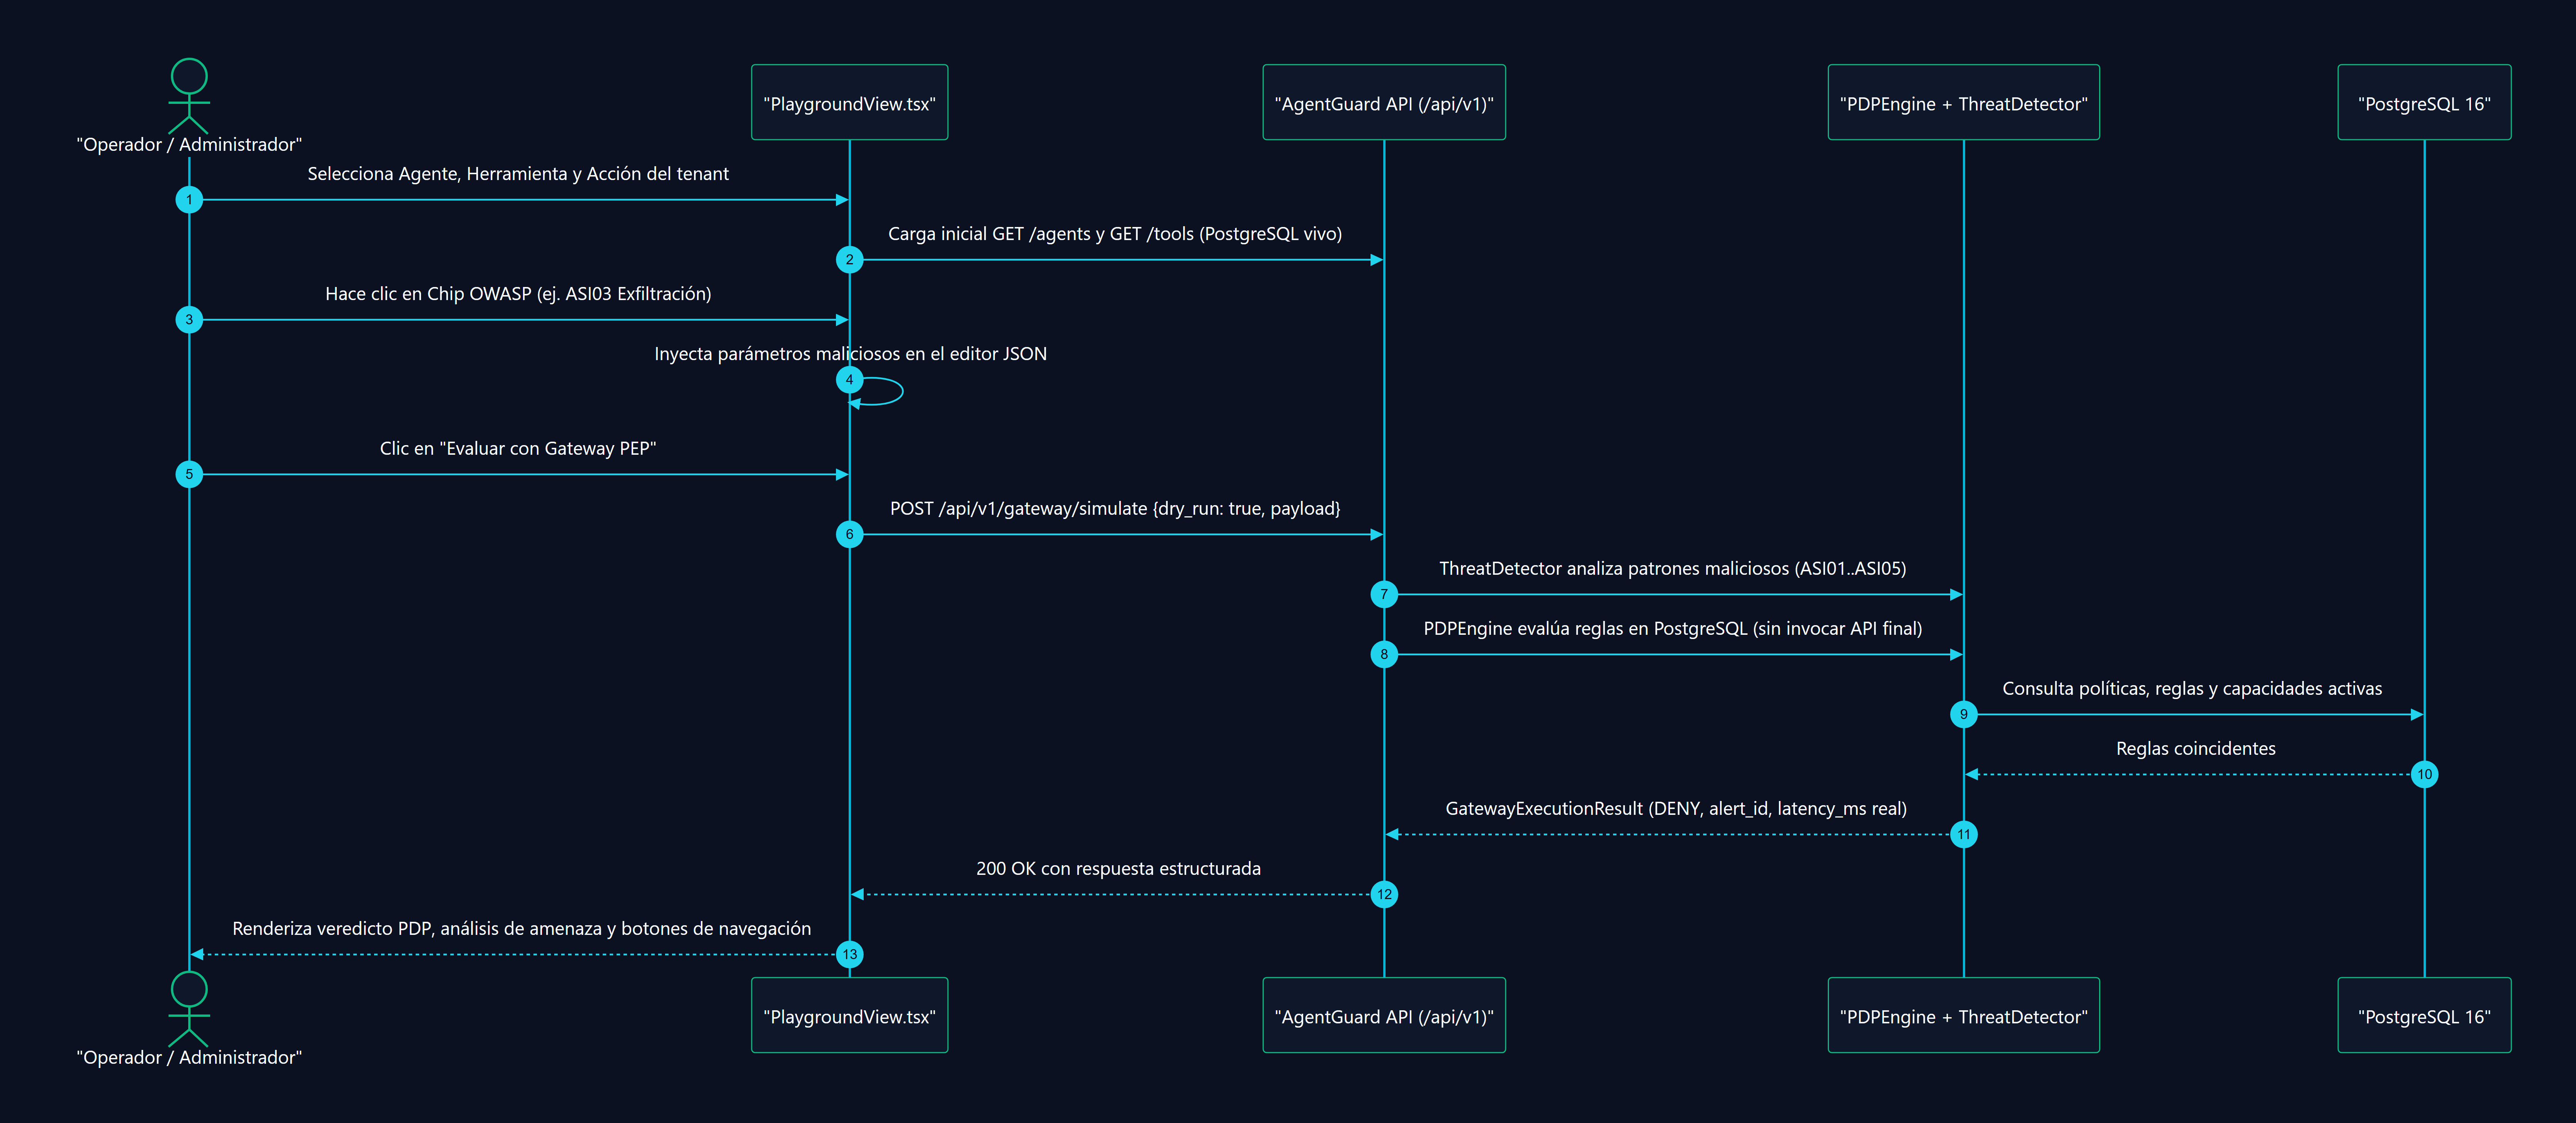 "Operador / Administrador"
"PlaygroundView.tsx"
"AgentGuard API (/api/v1)"
"PDPEngine + ThreatDetector"
"PostgreSQL 16"
Selecciona Agente, Herramienta y Acción del tenant
1
Carga inicial GET /agents y GET /tools (PostgreSQL vivo)
2
Hace clic en Chip OWASP (ej. ASI03 Exfiltración)
3
Inyecta parámetros maliciosos en el editor JSON
4
Clic en "Evaluar con Gateway PEP"
5
POST /api/v1/gateway/simulate {dry_run: true, payload}
6
ThreatDetector analiza patrones maliciosos (ASI01..ASI05)
7
PDPEngine evalúa reglas en PostgreSQL (sin invocar API final)
8
Consulta políticas, reglas y capacidades activas
9
Reglas coincidentes
10
GatewayExecutionResult (DENY, alert_id, latency_ms real)
11
200 OK con respuesta estructurada
12
Renderiza veredicto PDP, análisis de amenaza y botones de navegación
13
"Operador / Administrador"
"PlaygroundView.tsx"
"AgentGuard API (/api/v1)"
"PDPEngine + ThreatDetector"
"PostgreSQL 16"